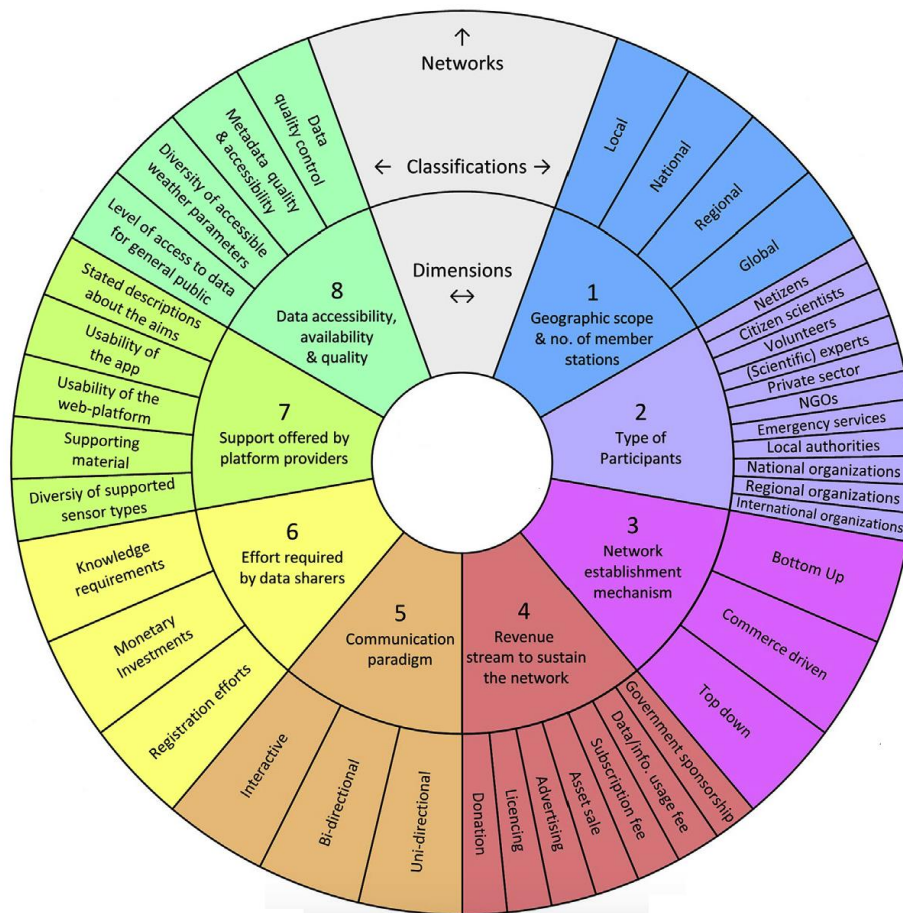 ↑
Networks
← Classifications →
Dimensions
↔
1
Geographic scope
& no. of member
stations
Local
National
Regional
Global
2
Type of
Participants
Netizens
Citizen scientists
Volunteers
(Scientific) experts
Private sector
NGOs
Emergency services
Local authorities
National organizations
Regional organizations
International organizations
3
Network
establishment
mechanism
Bottom Up
Commerce driven
Top down
4
Revenue
stream to sustain
the network
Government sponsorship
Data/info. usage fee
Subscription fee
Asset sale
Advertising
Licencing
Donation
5
Communication
paradigm
Uni-directional
Bi-directional
Interactive
6
Effort required
by data sharers
Registration efforts
Monetary
Investments
Knowledge
requirements
7
Support offered by
platform providers
Diversiy of supported
sensor types
Supporting
material
Usability of the
web-platform
Usability of
the app
Stated descriptions
about the aims
8
Data accessibility,
availability
& quality
Level of access to data
for general public
Diversity of accessible
weather parameters
Metadata quality
& accessibility
Data
quality control